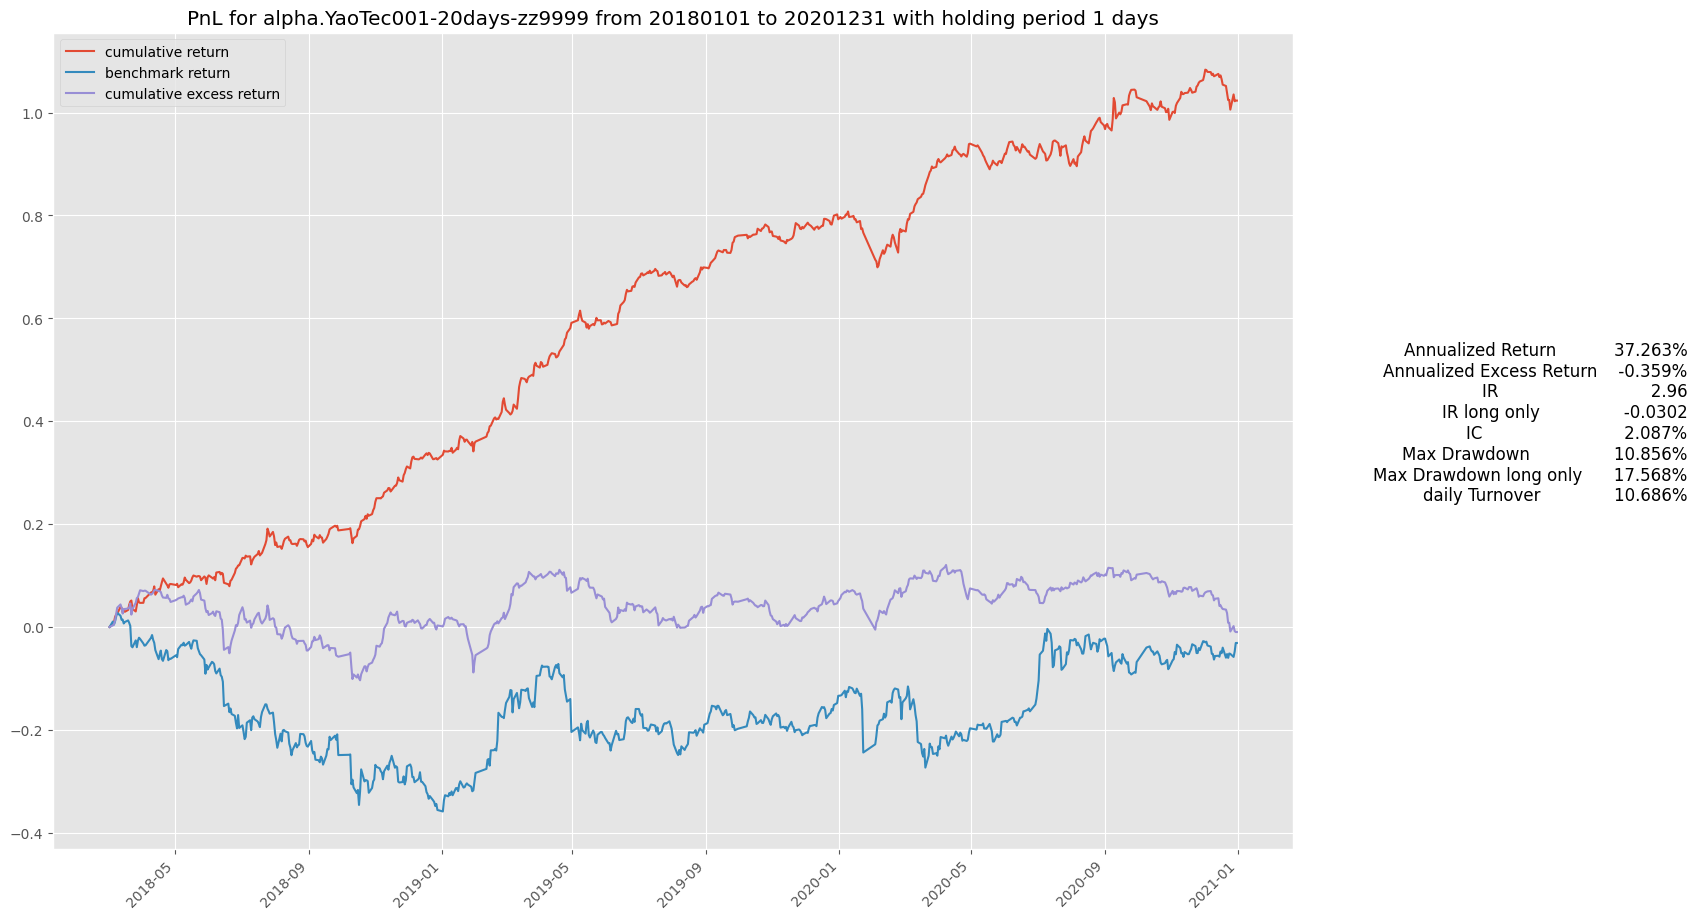 PnL for alpha.YaoTec001-20days-zz9999 from 20180101 to 20201231 with holding period 1 days
cumulative return
benchmark return
cumulative excess return
1.0
0.8
0.6
0.4
0.2
0.0
−0.2
−0.4
2018-05
2018-09
2019-01
2019-05
2019-09
2020-01
2020-05
2020-09
2021-01
Annualized Return 37.263%
Annualized Excess Return -0.359%
IR 2.96
IR long only -0.0302
IC 2.087%
Max Drawdown 10.856%
Max Drawdown long only 17.568%
daily Turnover 10.686%